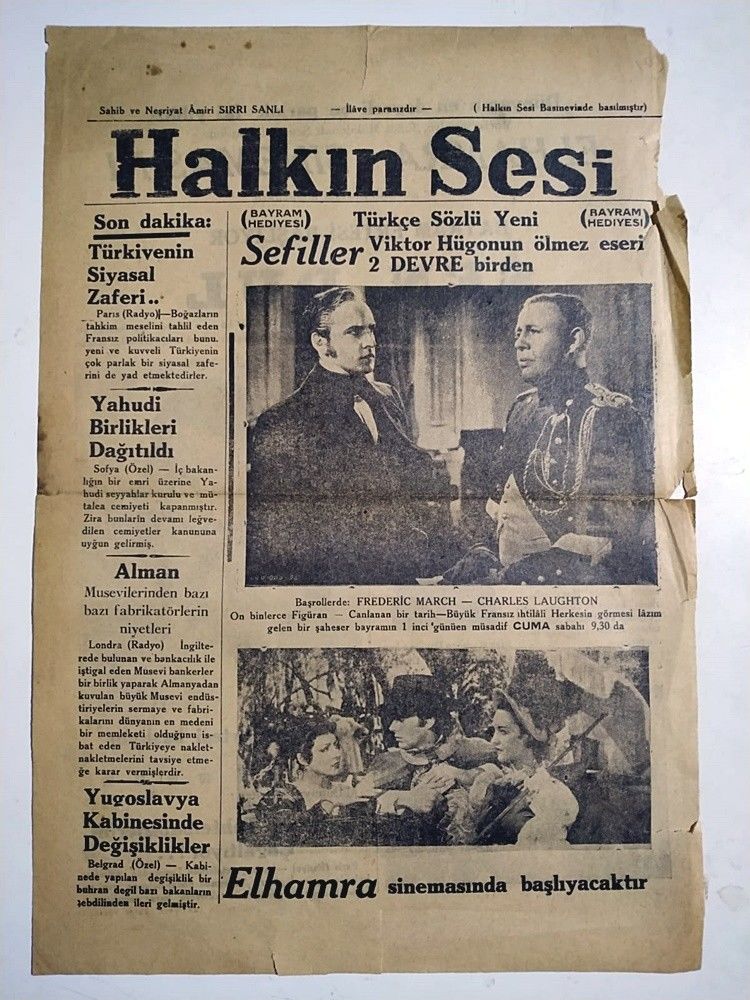 Sahib ve Neşriyat Âmiri SIRRI SANLI — İlâve parasızdır — ( Halkın Sesi Basınevinde basılmıştır)
Halkın Sesi
Son dakika:
Türkiyenin
Siyasal
Zaferi..
Paris (Radyo)—Boğazların
tahkim meselini tahlil eden
Fransız politikacıları bunu.
yeni ve kuvveli Türkiyenin
çok parlak bir siyasal zafe-
rini de yad etmektedirler.
Yahudi
Birlikleri
Dağıtıldı
Sofya (Özel) — İç bakan-
lığın bir emri üzerine Ya-
hudi seyyahlar kurulu ve mü-
talea cemiyeti kapanmıştır.
Zira bunların devamı leğve-
dilen cemiyetler kanununa
uyğun gelirmiş.
Alman
Musevilerinden bazı
bazı fabrikatörlerin
niyetleri
Londra (Radyo) İngilte-
rede bulunan ve bankacılık ile
iştigal eden Musevi bankerler
bir birlik yaparak Almanyadan
kuvulan büyük Musevi endüs-
tiriyelerin sermaye ve fabri-
kalarını dünyanın en medeni
bir memleketi olduğunu is-
bat eden Türkiyeye naklet-
nakletmelerini tavsiye etme-
ğe karar vermişlerdir.
Yugoslavya
Kabinesinde
Değişiklikler
Belgrad (Özel) — Kabi-
nede yapılan degişiklik bir
buhran degil bazı bakanların
tebdilinden ileri gelmiştir.
(BAYRAM HEDİYESİ) Türkçe Sözlü Yeni (BAYRAM HEDİYESİ)
Sefiller Viktor Hügonun ölmez eseri
2 DEVRE birden
Başrollerde: FREDERIC MARCH — CHARLES LAUGHTON
On binlerce Figüran — Canlanan bir tarih—Büyük Fransız ihtilâli Herkesin görmesi lâzım
gelen bir şaheser bayramın 1 inci günüen müsadif CUMA sabahı 9,30 da
Elhamra sinemasında başlıyacaktır